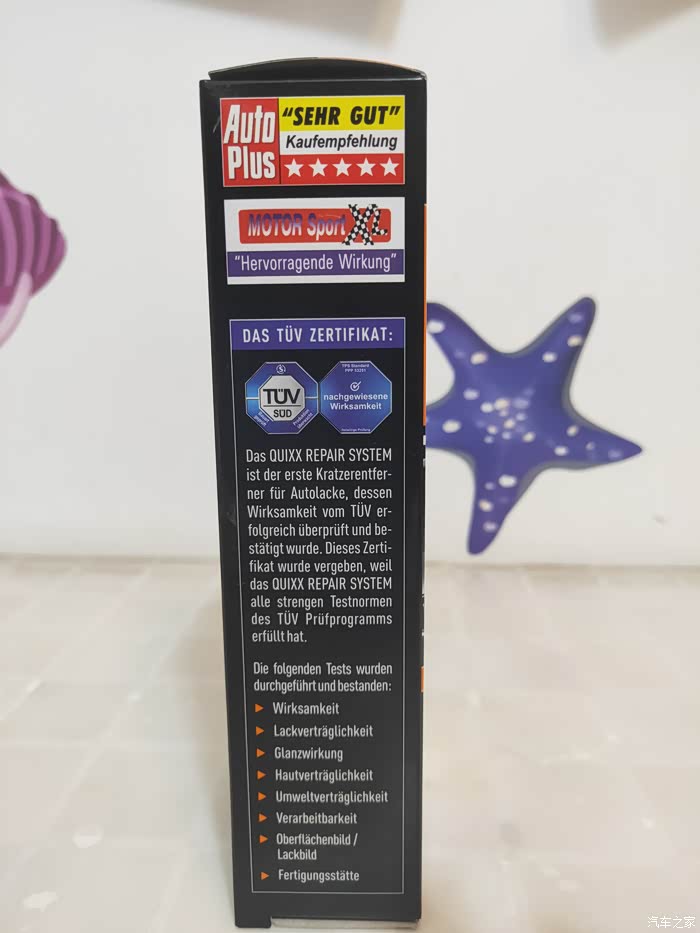 Auto
Plus
"SEHR GUT"
Kaufempfehlung
MOTOR Sport XL
"Hervorragende Wirkung"
DAS TÜV ZERTIFIKAT:
TÜV
SÜD
TPS Standard
nachgewiesene
Wirksamkeit
Das QUIXX REPAIR SYSTEM
ist der erste Kratzerentfer-
ner für Autolacke, dessen
Wirksamkeit vom TÜV er-
folgreich überprüft und be-
stätigt wurde. Dieses Zerti-
fikat wurde vergeben, weil
das QUIXX REPAIR SYSTEM
alle strengen Testnormen
des TÜV Prüfprogramms
erfüllt hat.
Die folgenden Tests wurden
durchgeführt und bestanden:
Wirksamkeit
Lackverträglichkeit
Glanzwirkung
Hautverträglichkeit
Umweltverträglichkeit
Verarbeitbarkeit
Oberflächenbild /
Lackbild
Fertigungsstätte
汽车之家